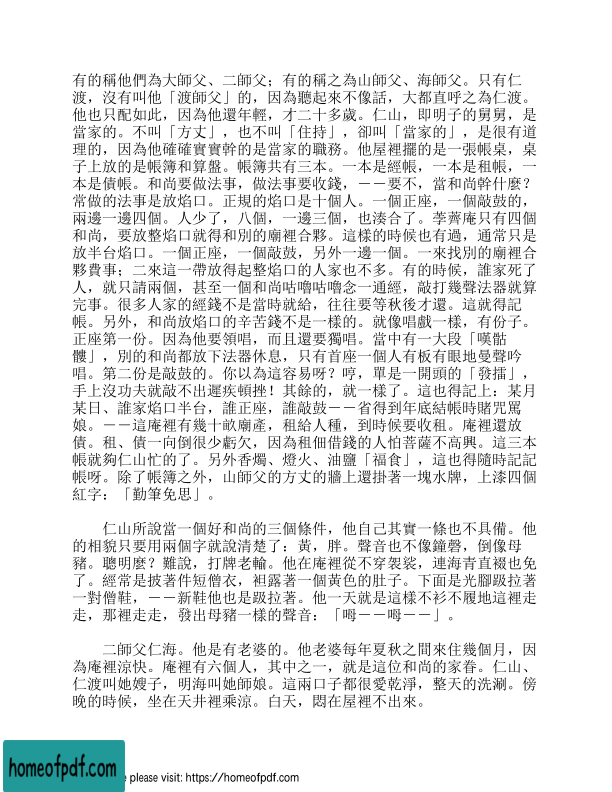 有的稱他們為大師父、二師父；有的稱之為山師父、海師父。只有仁
渡，沒有叫他「渡師父」的，因為聽起來不像話，大都直呼之為仁渡。
他也只配如此，因為他還年輕，才二十多歲。仁山，即明子的舅舅，是
當家的。不叫「方丈」，也不叫「住持」，卻叫「當家的」，是很有道
理的，因為他確確實實幹的是當家的職務。他屋裡擺的是一張帳桌，桌
子上放的是帳簿和算盤。帳簿共有三本。一本是經帳，一本是租帳，一
本是債帳。和尚要做法事，做法事要收錢，－－要不，當和尚幹什麼？
常做的法事是放焰口。正規的焰口是十個人。一個正座，一個敲鼓的，
兩邊一邊四個。人少了，八個，一邊三個，也湊合了。荸薺庵只有四個
和尚，要放整焰口就得和別的廟裡合夥。這樣的時候也有過，通常只是
放半台焰口。一個正座，一個敲鼓，另外一邊一個。一來找別的廟裡合
夥費事；二來這一帶放得起整焰口的人家也不多。有的時候，誰家死了
人，就只請兩個，甚至一個和尚咕嚕咕嚕念一通經，敲打幾聲法器就算
完事。很多人家的經錢不是當時就給，往往要等秋後才還。這就得記
帳。另外，和尚放焰口的辛苦錢不是一樣的。就像唱戲一樣，有份子。
正座第一份。因為他要領唱，而且還要獨唱。當中有一大段「嘆骷
髏」，別的和尚都放下法器休息，只有首座一個人有板有眼地曼聲吟
唱。第二份是敲鼓的。你以為這容易呀？哼，單是一開頭的「發擂」，
手上沒功夫就敲不出遲疾頓挫！其餘的，就一樣了。這也得記上：某月
某日、誰家焰口半台，誰正座，誰敲鼓－－省得到年底結帳時賭咒罵
娘。－－這庵裡有幾十畝廟產，租給人種，到時候要收租。庵裡還放
債。租、債一向倒很少虧欠，因為租佃借錢的人怕菩薩不高興。這三本
帳就夠仁山忙的了。另外香燭、燈火、油鹽「福食」，這也得隨時記記
帳呀。除了帳簿之外，山師父的方丈的牆上還掛著一塊水牌，上漆四個
紅字：「勤筆免思」。
仁山所說當一個好和尚的三個條件，他自己其實一條也不具備。他
的相貌只要用兩個字就說清楚了：黃，胖。聲音也不像鐘磬，倒像母
豬。聰明麼？難說，打牌老輸。他在庵裡從不穿袈裟，連海青直裰也免
了。經常是披著件短僧衣，袒露著一個黃色的肚子。下面是光腳趿拉著
一對僧鞋，－－新鞋他也是趿拉著。他一天就是這樣不衫不履地這裡走
走，那裡走走，發出母豬一樣的聲音：「呣－－呣－－」。
二師父仁海。他是有老婆的。他老婆每年夏秋之間來住幾個月，因
為庵裡涼快。庵裡有六個人，其中之一，就是這位和尚的家眷。仁山、
仁渡叫她嫂子，明海叫她師娘。這兩口子都很愛乾淨，整天的洗涮。傍
晚的時候，坐在天井裡乘涼。白天，悶在屋裡不出來。
homeofpdf.com
please visit: https://homeofpdf.com